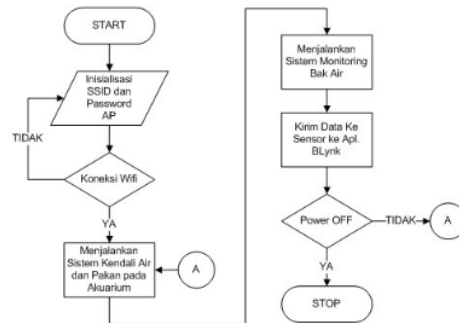 START
Inisialisasi
SSID dan
Password
AP
TIDAK
Koneksi Wifi
YA
Menjalankan
Sistem Kendali Air
dan Pakan pada
Akuarium
A
Menjalankan
Sistem Monitoring
Bak Air
Kirim Data Ke
Sensor ke Apl.
BLynk
Power OFF
TIDAK
A
YA
STOP